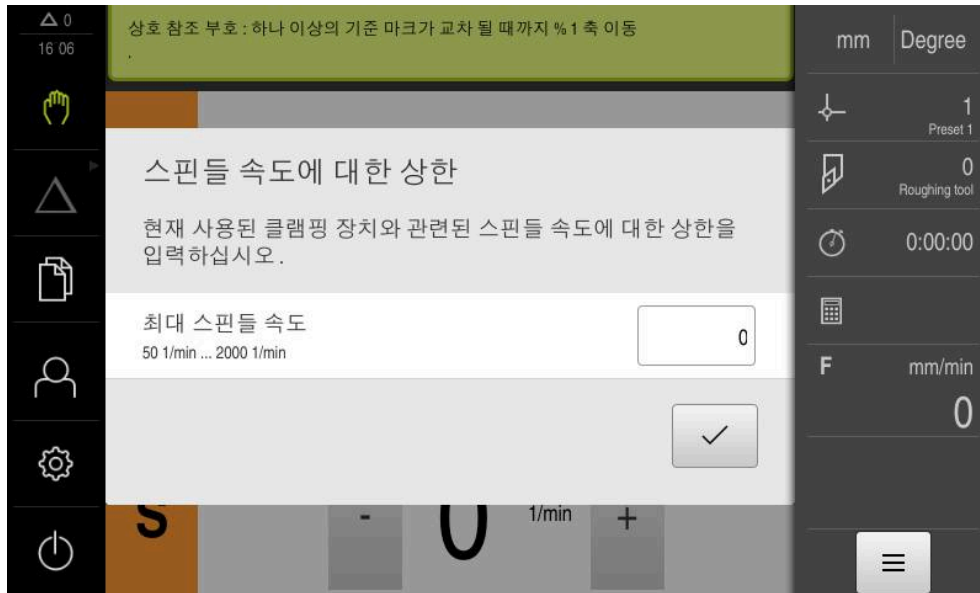 0
16 06
상호 참조 부호 : 하나 이상의 기준 마크가 교차 될 때까지 %1 축 이동
.
mm
Degree
1
Preset 1
0
Roughing tool
0:00:00
F
mm/min
0
스핀들 속도에 대한 상한
현재 사용된 클램핑 장치와 관련된 스핀들 속도에 대한 상한을
입력하십시오.
최대 스핀들 속도
50 1/min ... 2000 1/min
0
S
-
0
1/min
+